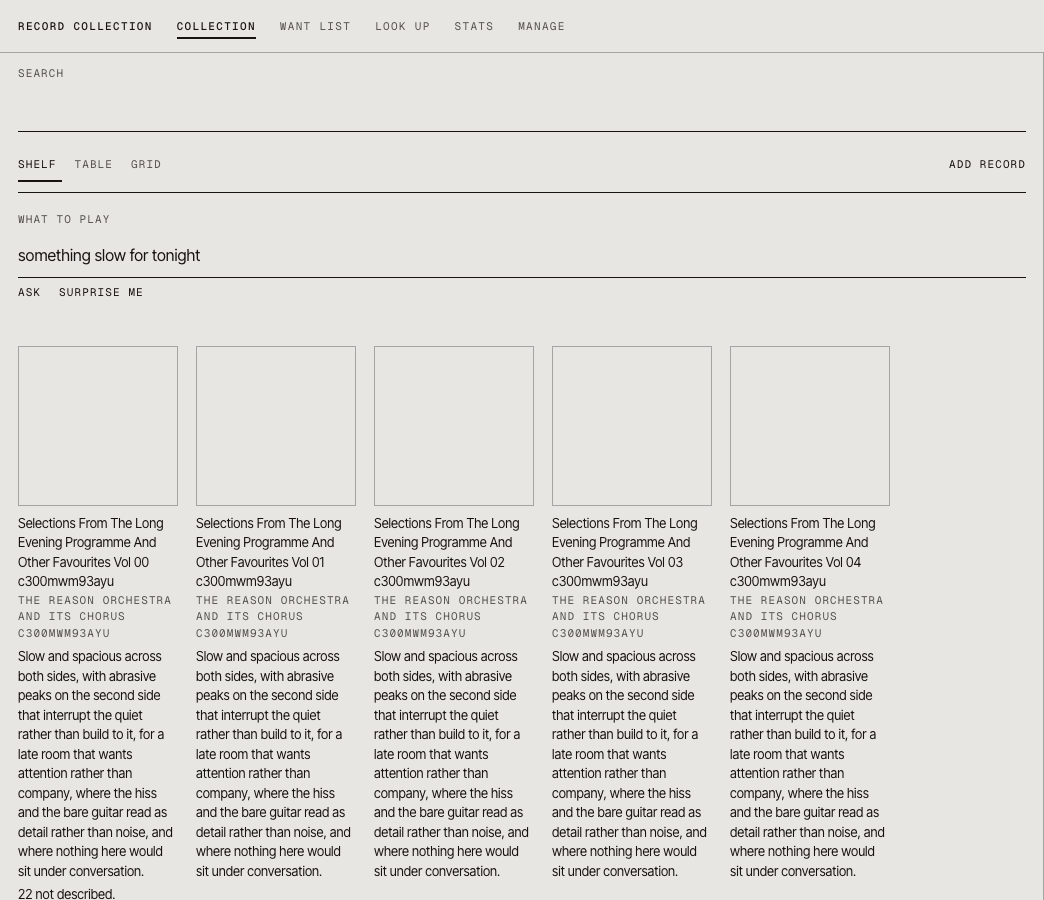 RECORD COLLECTION COLLECTION WANT LIST LOOK UP STATS MANAGE
SEARCH
SHELF TABLE GRID ADD RECORD
WHAT TO PLAY
something slow for tonight
ASK SURPRISE ME
Selections From The Long
Evening Programme And
Other Favourites Vol 00
c300mwm93ayu
THE REASON ORCHESTRA
AND ITS CHORUS
C300MWM93AYU
Slow and spacious across
both sides, with abrasive
peaks on the second side
that interrupt the quiet
rather than build to it, for a
late room that wants
attention rather than
company, where the hiss
and the bare guitar read as
detail rather than noise, and
where nothing here would
sit under conversation.
Selections From The Long
Evening Programme And
Other Favourites Vol 01
c300mwm93ayu
THE REASON ORCHESTRA
AND ITS CHORUS
C300MWM93AYU
Slow and spacious across
both sides, with abrasive
peaks on the second side
that interrupt the quiet
rather than build to it, for a
late room that wants
attention rather than
company, where the hiss
and the bare guitar read as
detail rather than noise, and
where nothing here would
sit under conversation.
Selections From The Long
Evening Programme And
Other Favourites Vol 02
c300mwm93ayu
THE REASON ORCHESTRA
AND ITS CHORUS
C300MWM93AYU
Slow and spacious across
both sides, with abrasive
peaks on the second side
that interrupt the quiet
rather than build to it, for a
late room that wants
attention rather than
company, where the hiss
and the bare guitar read as
detail rather than noise, and
where nothing here would
sit under conversation.
Selections From The Long
Evening Programme And
Other Favourites Vol 03
c300mwm93ayu
THE REASON ORCHESTRA
AND ITS CHORUS
C300MWM93AYU
Slow and spacious across
both sides, with abrasive
peaks on the second side
that interrupt the quiet
rather than build to it, for a
late room that wants
attention rather than
company, where the hiss
and the bare guitar read as
detail rather than noise, and
where nothing here would
sit under conversation.
Selections From The Long
Evening Programme And
Other Favourites Vol 04
c300mwm93ayu
THE REASON ORCHESTRA
AND ITS CHORUS
C300MWM93AYU
Slow and spacious across
both sides, with abrasive
peaks on the second side
that interrupt the quiet
rather than build to it, for a
late room that wants
attention rather than
company, where the hiss
and the bare guitar read as
detail rather than noise, and
where nothing here would
sit under conversation.
22 not described.